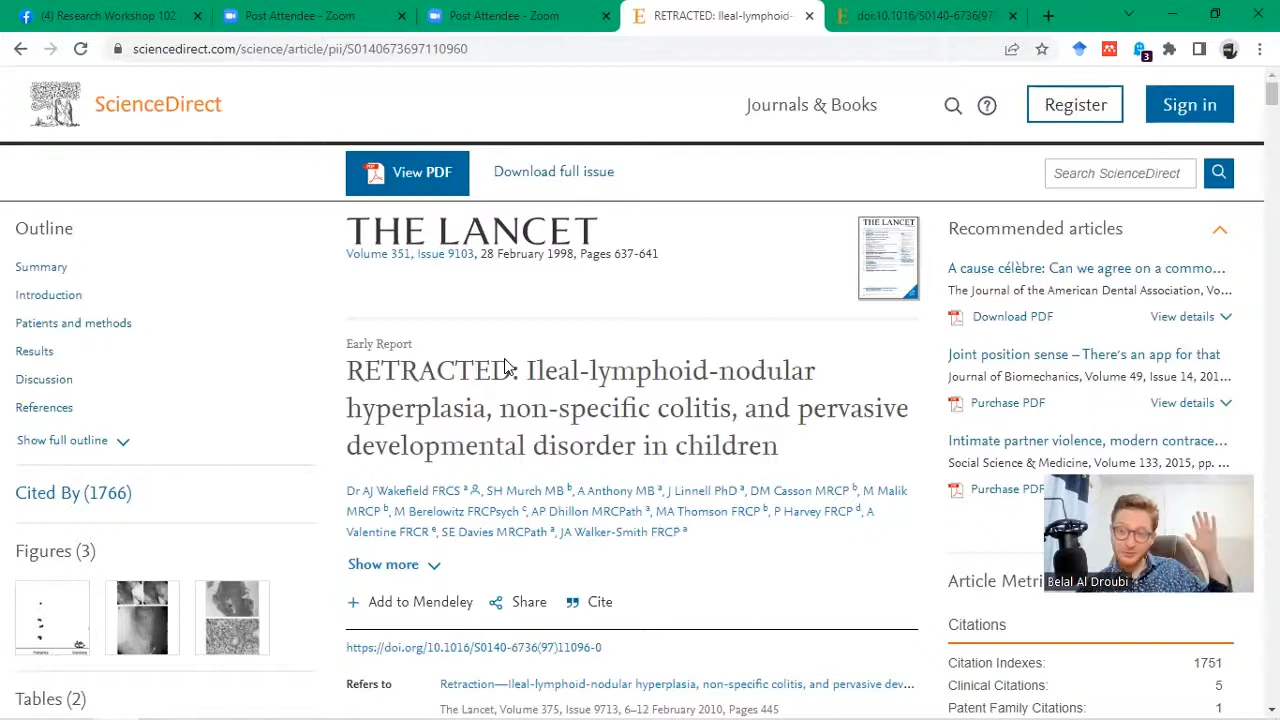 (4) Research Workshop 102
Post Attendee - Zoom
Post Attendee - Zoom
RETRACTED: Ileal-lymphoid-
doi:10.1016/S0140-6736(97)
sciencedirect.com/science/article/pii/S0140673697110960
3
ScienceDirect
Journals & Books
Register
Sign in
View PDF
Download full issue
Search ScienceDirect
Outline
Summary
Introduction
Patients and methods
Results
Discussion
References
Show full outline
Cited By (1766)
Figures (3)
Tables (2)
THE LANCET
Volume 351, Issue 9103, 28 February 1998, Pages 637-641
THE LANCET
Early Report
RETRACTED: Ileal-lymphoid-nodular
hyperplasia, non-specific colitis, and pervasive
developmental disorder in children
Dr AJ Wakefield FRCS a, SH Murch MB b, A Anthony MB a, J Linnell PhD a, DM Casson MRCP b, M Malik
MRCP b, M Berelowitz FRCPsych c, AP Dhillon MRCPath a, MA Thomson FRCP b, P Harvey FRCP d, A
Valentine FRCR e, SE Davies MRCPath a, JA Walker-Smith FRCP a
Show more
Add to Mendeley
Share
Cite
https://doi.org/10.1016/S0140-6736(97)11096-0
Refers to
Retraction—Ileal-lymphoid-nodular hyperplasia, non-specific colitis, and pervasive dev...
The Lancet, Volume 375, Issue 9713, 6–12 February 2010, Pages 445
Recommended articles
A cause célèbre: Can we agree on a commo...
The Journal of the American Dental Association, Vo...
Download PDF
View details
Joint position sense – There's an app for that
Journal of Biomechanics, Volume 49, Issue 14, 201...
Purchase PDF
View details
Intimate partner violence, modern contrace...
Social Science & Medicine, Volume 133, 2015, pp. ...
Purchase PDF
Belal Al Droubi
Article Metri
Citations
Citation Indexes:
1751
Clinical Citations:
5
Patent Family Citations:
1